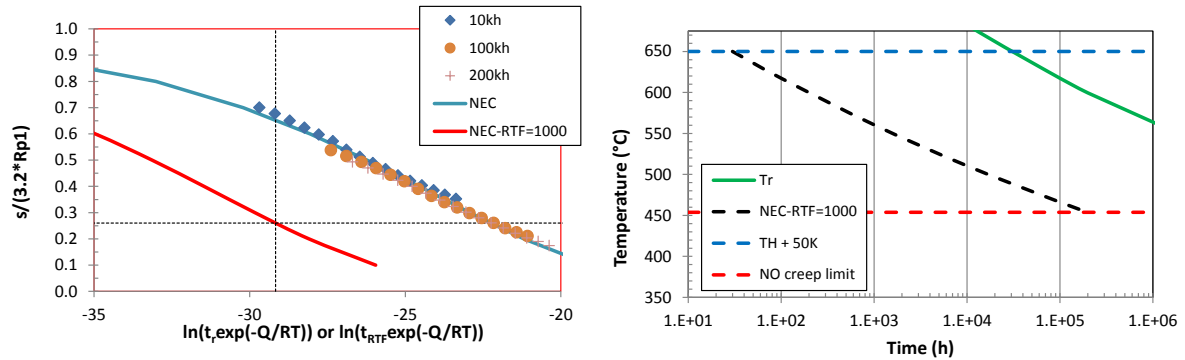 s/(3.2*Rp1)
1.0
0.9
0.8
0.7
0.6
0.5
0.4
0.3
0.2
0.1
0.0
-35
-30
-25
-20
ln(trexp(-Q/RT)) or ln(tRTFexp(-Q/RT))
10kh
100kh
200kh
NEC
NEC-RTF=1000
Temperature (°C)
650
600
550
500
450
400
350
1.E+01
1.E+02
1.E+03
1.E+04
1.E+05
1.E+06
Time (h)
Tr
NEC-RTF=1000
TH + 50K
NO creep limit